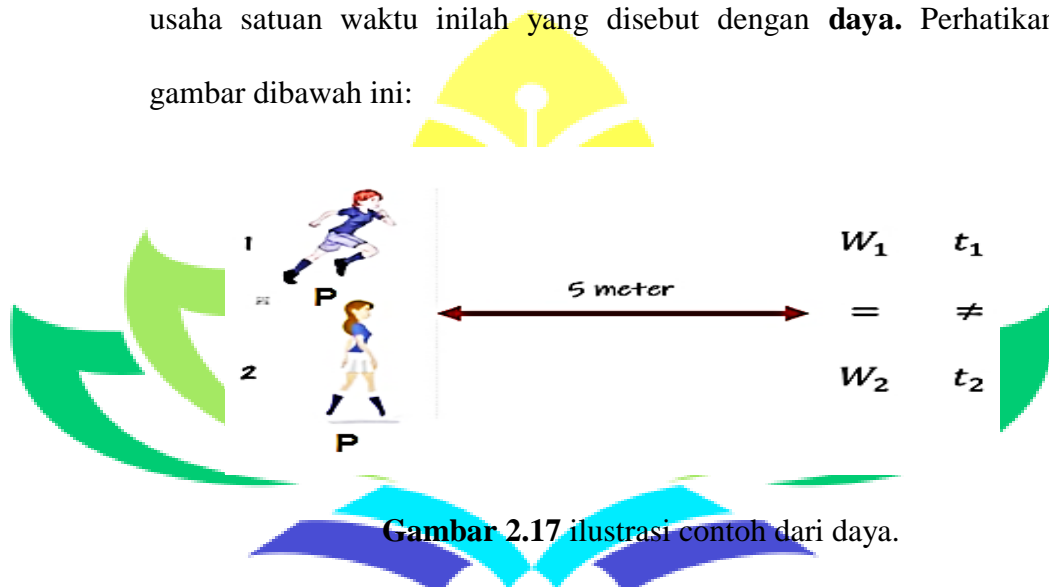 usaha satuan waktu inilah yang disebut dengan daya. Perhatikan
gambar dibawah ini:
1
P
=
2
P
5 meter
W₁ t₁
= ≠
W₂ t₂
Gambar 2.17 ilustrasi contoh dari daya.